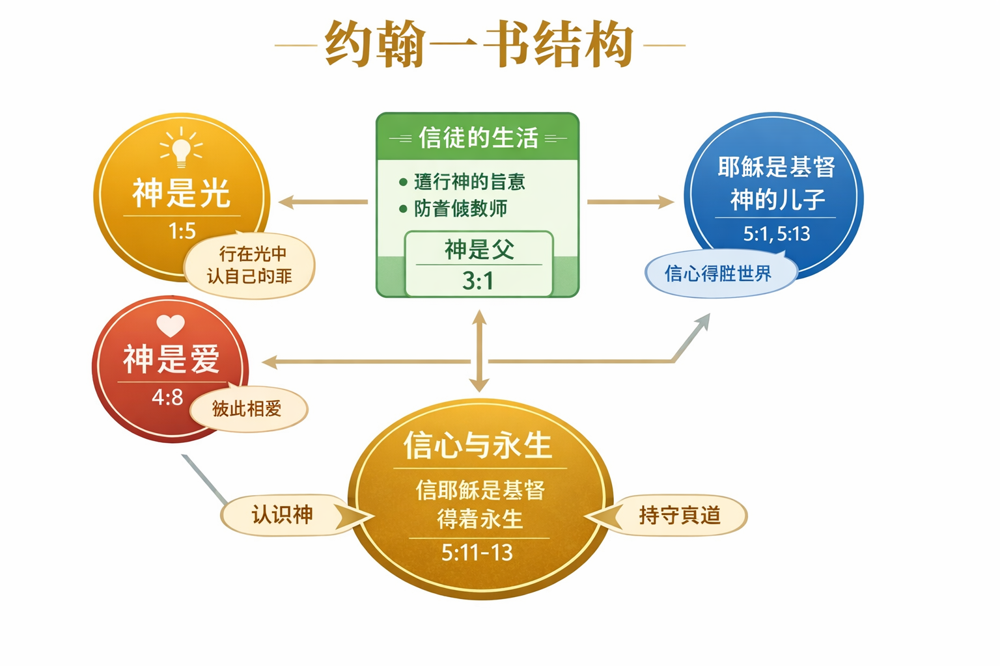 约翰一书结构
神是光
1:5
行在光中
认自己的罪
信徒的生活
神的旨意
教师
神是父
3:1
耶稣是基督
神的儿子
5:1, 5:13
信心得胜世界
神是爱
4:8
彼此相爱
信心与永生
信耶稣是基督
得着永生
5:11-13
认识神
持守真道